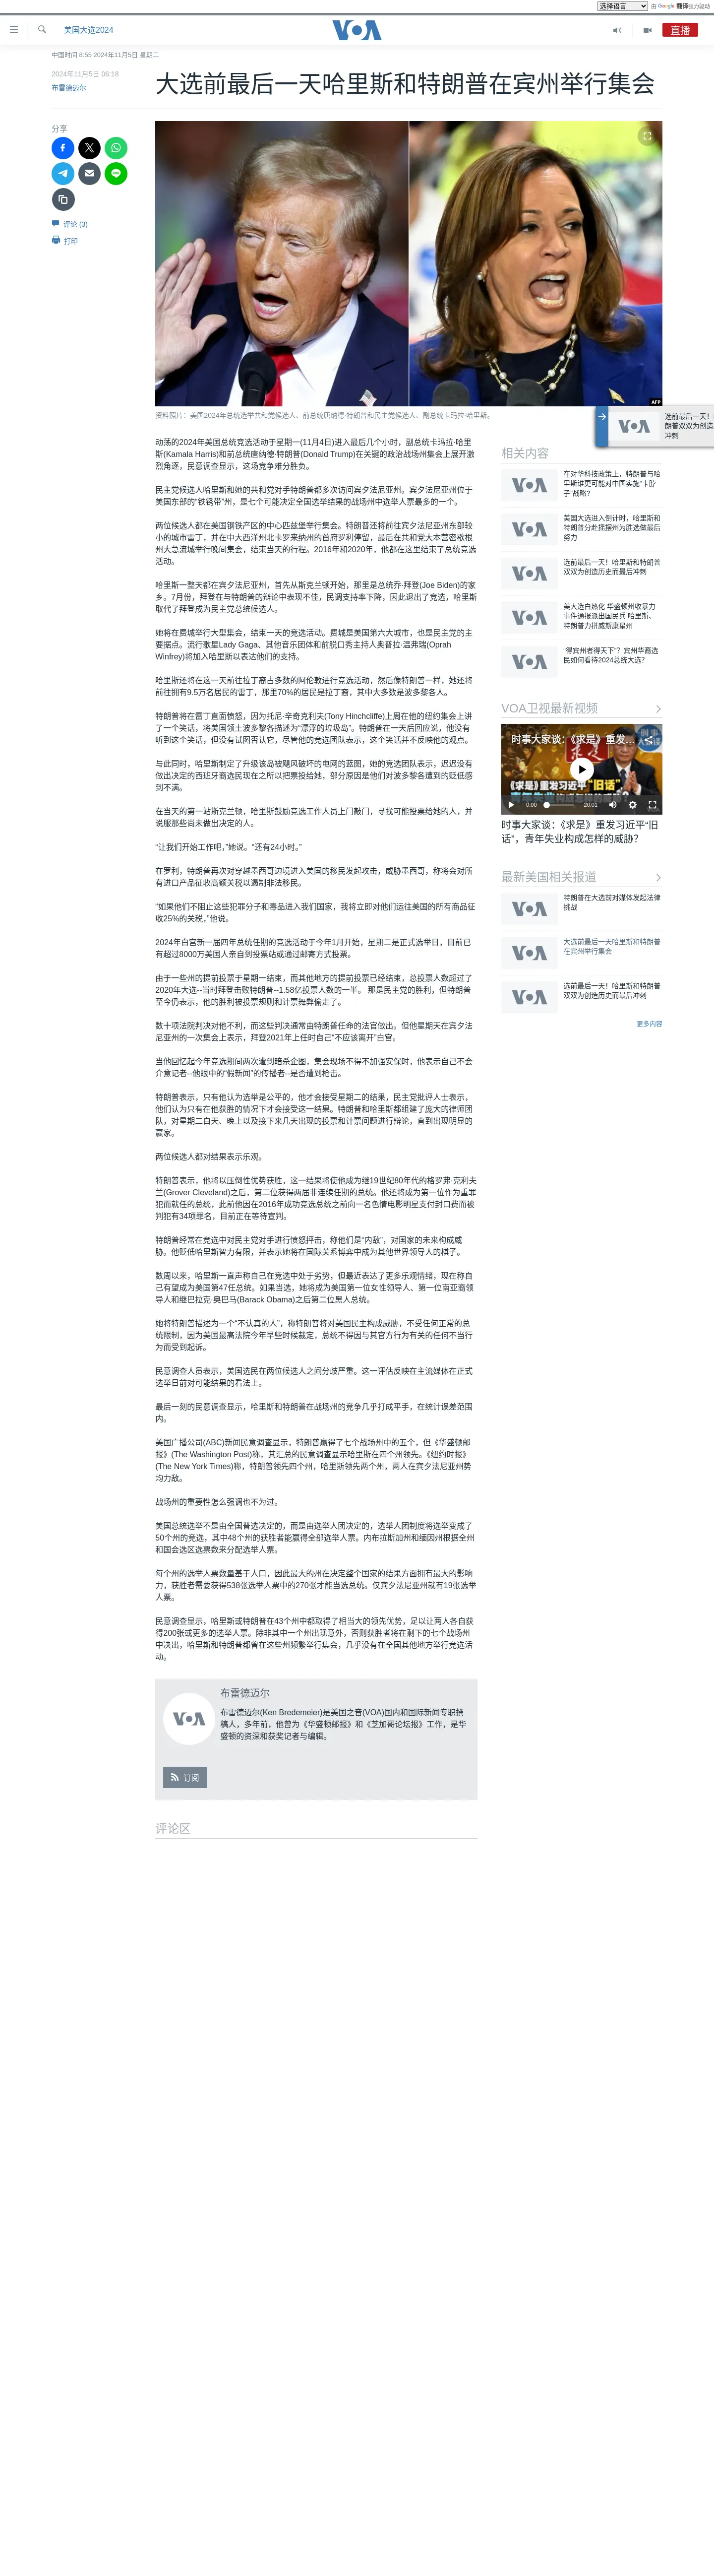 选择语言
由 Google 翻译强力驱动
美国大选2024
VOA
直播
中国时间 8:55 2024年11月5日 星期二
2024年11月5日 06:18
布雷德迈尔
大选前最后一天哈里斯和特朗普在宾州举行集会
分享
评论 (3)
打印
AFP
资料照片：美国2024年总统选举共和党候选人、前总统唐纳德·特朗普和民主党候选人、副总统卡玛拉·哈里斯。
动荡的2024年美国总统竞选活动于星期一(11月4日)进入最后几个小时，副总统卡玛拉·哈里
斯(Kamala Harris)和前总统唐纳德·特朗普(Donald Trump)在关键的政治战场州集会上展开激
烈角逐，民意调查显示，这场竞争难分胜负。
民主党候选人哈里斯和她的共和党对手特朗普都多次访问宾夕法尼亚州。宾夕法尼亚州位于
美国东部的“铁锈带”州，是七个可能决定全国选举结果的战场州中选举人票最多的一个。
两位候选人都在美国钢铁产区的中心匹兹堡举行集会。特朗普还将前往宾夕法尼亚州东部较
小的城市雷丁，并在中大西洋州北卡罗来纳州的首府罗利停留，最后在共和党大本营密歇根
州大急流城举行晚间集会，结束当天的行程。2016年和2020年，他都在这里结束了总统竞选
活动。
哈里斯一整天都在宾夕法尼亚州，首先从斯克兰顿开始，那里是总统乔·拜登(Joe Biden)的家
乡。7月份，拜登在与特朗普的辩论中表现不佳，民调支持率下降，因此退出了竞选，哈里斯
取代了拜登成为民主党总统候选人。
她将在费城举行大型集会，结束一天的竞选活动。费城是美国第六大城市，也是民主党的主
要据点。流行歌星Lady Gaga、其他音乐团体和前脱口秀主持人奥普拉·温弗瑞(Oprah
Winfrey)将加入哈里斯以表达他们的支持。
哈里斯还将在这一天前往拉丁裔占多数的阿伦敦进行竞选活动，然后像特朗普一样，她还将
前往拥有9.5万名居民的雷丁，那里70%的居民是拉丁裔，其中大多数是波多黎各人。
特朗普将在雷丁直面愤怒，因为托尼·辛奇克利夫(Tony Hinchcliffe)上周在他的纽约集会上讲
了一个笑话，将美国领土波多黎各描述为“漂浮的垃圾岛”。特朗普在一天后回应说，他没有
听到这个笑话，但没有试图否认它，尽管他的竞选团队表示，这个笑话并不反映他的观点。
与此同时，哈里斯制定了升级该岛被飓风破坏的电网的蓝图，她的竞选团队表示，迟迟没有
做出决定的西班牙裔选民现在之所以把票投给她，部分原因是他们对波多黎各遭到的贬低感
到不满。
在当天的第一站斯克兰顿，哈里斯鼓励竞选工作人员上门敲门，寻找可能投票给她的人，并
说服那些尚未做出决定的人。
“让我们开始工作吧，”她说。“还有24小时。”
在罗利，特朗普再次对穿越墨西哥边境进入美国的移民发起攻击，威胁墨西哥，称将会对所
有进口产品征收高额关税以遏制非法移民。
“如果他们不阻止这些犯罪分子和毒品进入我们国家，我将立即对他们运往美国的所有商品征
收25%的关税，”他说。
2024年白宫新一届四年总统任期的竞选活动于今年1月开始，星期二是正式选举日，目前已
有超过8000万美国人亲自到投票站或通过邮寄方式投票。
由于一些州的提前投票于星期一结束，而其他地方的提前投票已经结束，总投票人数超过了
2020年大选--当时拜登击败特朗普--1.58亿投票人数的一半。 那是民主党的胜利，但特朗普
至今仍表示，他的胜利被投票规则和计票舞弊偷走了。
数十项法院判决对他不利，而这些判决通常由特朗普任命的法官做出。但他星期天在宾夕法
尼亚州的一次集会上表示，拜登2021年上任时自己“不应该离开”白宫。
当他回忆起今年竞选期间两次遭到暗杀企图，集会现场不得不加强安保时，他表示自己不会
介意记者--他眼中的“假新闻”的传播者--是否遭到枪击。
特朗普表示，只有他认为选举是公平的，他才会接受星期二的结果，民主党批评人士表示，
他们认为只有在他获胜的情况下才会接受这一结果。特朗普和哈里斯都组建了庞大的律师团
队，对星期二白天、晚上以及接下来几天出现的投票和计票问题进行辩论，直到出现明显的
赢家。
两位候选人都对结果表示乐观。
特朗普表示，他将以压倒性优势获胜，这一结果将使他成为继19世纪80年代的格罗弗·克利夫
兰(Grover Cleveland)之后，第二位获得两届非连续任期的总统。他还将成为第一位作为重罪
犯而就任的总统，此前他因在2016年成功竞选总统之前向一名色情电影明星支付封口费而被
判犯有34项罪名，目前正在等待宣判。
特朗普经常在竞选中对民主党对手进行愤怒抨击，称他们是“内敌”，对国家的未来构成威
胁。他贬低哈里斯智力有限，并表示她将在国际关系博弈中成为其他世界领导人的棋子。
数周以来，哈里斯一直声称自己在竞选中处于劣势，但最近表达了更多乐观情绪，现在称自
己有望成为美国第47任总统。如果当选，她将成为美国第一位女性领导人、第一位南亚裔领
导人和继巴拉克·奥巴马(Barack Obama)之后第二位黑人总统。
她将特朗普描述为一个“不认真的人”，称特朗普将对美国民主构成威胁，不受任何正常的总
统限制，因为美国最高法院今年早些时候裁定，总统不得因与其官方行为有关的任何不当行
为而受到起诉。
民意调查人员表示，美国选民在两位候选人之间分歧严重。这一评估反映在主流媒体在正式
选举日前对可能结果的看法上。
最后一刻的民意调查显示，哈里斯和特朗普在战场州的竞争几乎打成平手，在统计误差范围
内。
美国广播公司(ABC)新闻民意调查显示，特朗普赢得了七个战场州中的五个，但《华盛顿邮
报》(The Washington Post)称，其汇总的民意调查显示哈里斯在四个州领先。《纽约时报》
(The New York Times)称，特朗普领先四个州，哈里斯领先两个州，两人在宾夕法尼亚州势
均力敌。
战场州的重要性怎么强调也不为过。
美国总统选举不是由全国普选决定的，而是由选举人团决定的，选举人团制度将选举变成了
50个州的竞选，其中48个州的获胜者能赢得全部选举人票。内布拉斯加州和缅因州根据全州
和国会选区选票数来分配选举人票。
每个州的选举人票数量基于人口，因此最大的州在决定整个国家的结果方面拥有最大的影响
力，获胜者需要获得538张选举人票中的270张才能当选总统。仅宾夕法尼亚州就有19张选举
人票。
民意调查显示，哈里斯或特朗普在43个州中都取得了相当大的领先优势，足以让两人各自获
得200张或更多的选举人票。除非其中一个州出现意外，否则获胜者将在剩下的七个战场州
中决出，哈里斯和特朗普都曾在这些州频繁举行集会，几乎没有在全国其他地方举行竞选活
动。
VOA
布雷德迈尔
布雷德迈尔(Ken Bredemeier)是美国之音(VOA)国内和国际新闻专职撰
稿人，多年前，他曾为《华盛顿邮报》和《芝加哥论坛报》工作，是华
盛顿的资深和获奖记者与编辑。
订阅
评论区
VOA
选前最后一天！
朗普双双为创造
冲刺
相关内容
VOA
在对华科技政策上，特朗普与哈
里斯谁更可能对中国实施“卡脖
子”战略?
VOA
美国大选进入倒计时，哈里斯和
特朗普分赴摇摆州为胜选做最后
努力
VOA
选前最后一天！哈里斯和特朗普
双双为创造历史而最后冲刺
VOA
美大选白热化 华盛顿州收暴力
事件通报派出国民兵 哈里斯、
特朗普力拼威斯康星州
VOA
“得宾州者得天下”？宾州华裔选
民如何看待2024总统大选?
VOA卫视最新视频
时事大家谈：《求是》重发...
《求是》重发习近平“旧话”
0:00
20:01
时事大家谈：《求是》重发习近平“旧
话”，青年失业构成怎样的威胁?
最新美国相关报道
VOA
特朗普在大选前对媒体发起法律
挑战
VOA
大选前最后一天哈里斯和特朗普
在宾州举行集会
VOA
选前最后一天！哈里斯和特朗普
双双为创造历史而最后冲刺
更多内容